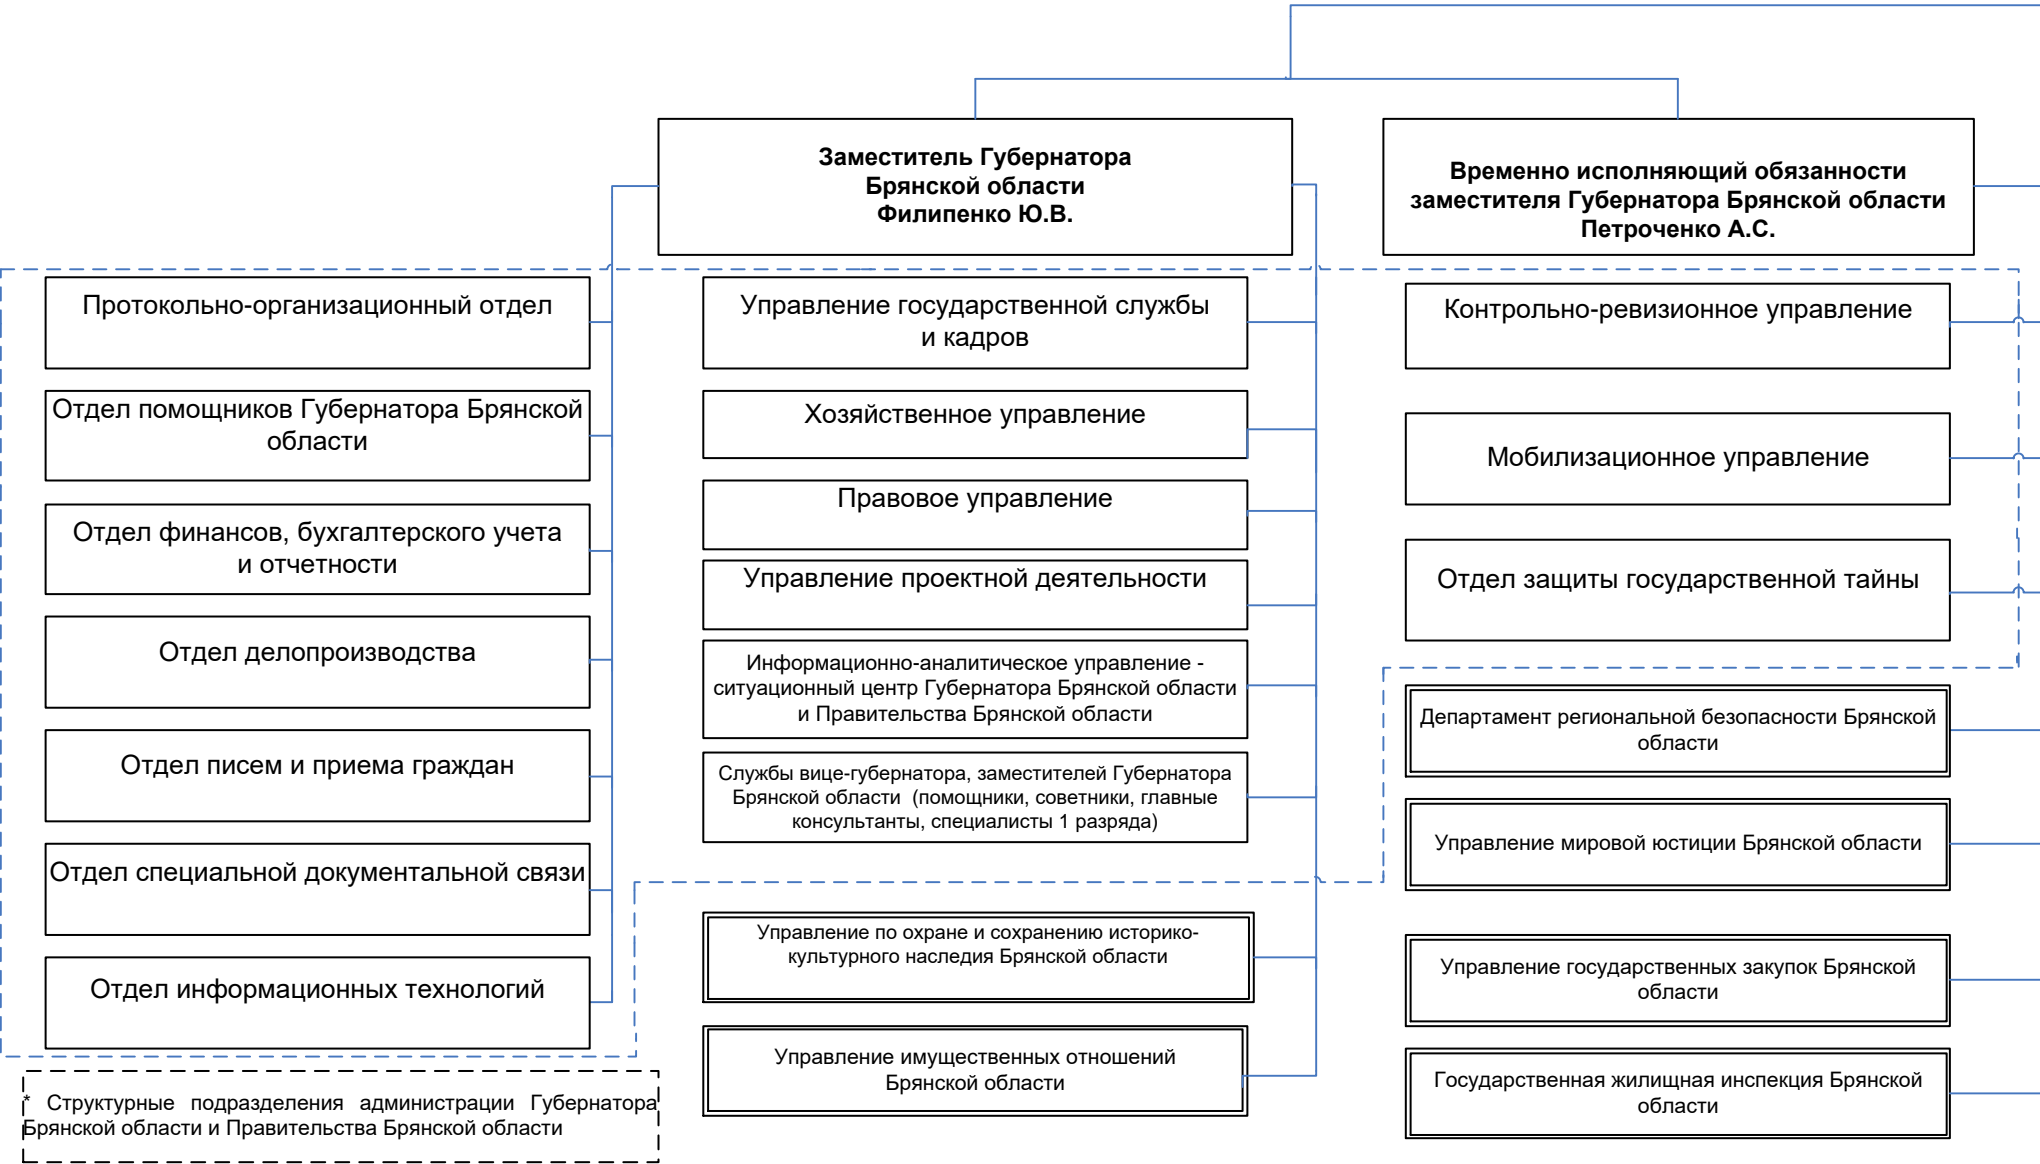 Заместитель Губернатора
Брянской области
Филипенко Ю.В.
Временно исполняющий обязанности
заместителя Губернатора Брянской области
Петроченко А.С.
Протокольно-организационный отдел
Отдел помощников Губернатора Брянской
области
Отдел финансов, бухгалтерского учета
и отчетности
Отдел делопроизводства
Отдел писем и приема граждан
Отдел специальной документальной связи
Отдел информационных технологий
* Структурные подразделения администрации Губернатора
Брянской области и Правительства Брянской области
Управление государственной службы
и кадров
Хозяйственное управление
Правовое управление
Управление проектной деятельности
Информационно-аналитическое управление -
ситуационный центр Губернатора Брянской области
и Правительства Брянской области
Службы вице-губернатора, заместителей Губернатора
Брянской области (помощники, советники, главные
консультанты, специалисты 1 разряда)
Управление по охране и сохранению историко-
культурного наследия Брянской области
Управление имущественных отношений
Брянской области
Контрольно-ревизионное управление
Мобилизационное управление
Отдел защиты государственной тайны
Департамент региональной безопасности Брянской
области
Управление мировой юстиции Брянской области
Управление государственных закупок Брянской
области
Государственная жилищная инспекция Брянской
области